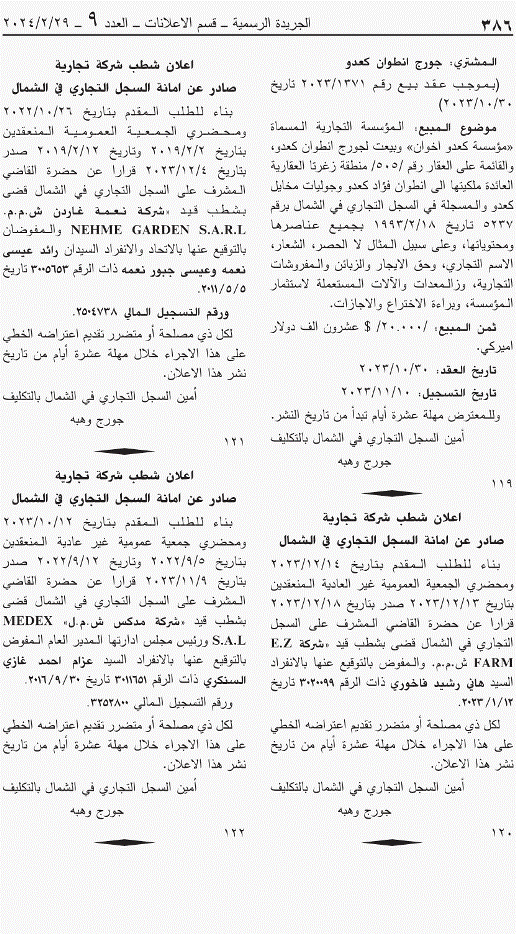 ٣٨٦ الجريدة الرسمية – قسم الاعلانات – العدد ٩ – ٢٠٢٤/٢/٢٩
المشتري: جورج انطوان كعدو
(بموجب عقد بيع رقم ٢٠٢٣/١٣٧١ تاريخ
٢٠٢٣/١٠/٣٠)
موضوع المبيع: المؤسسة التجارية المسماة
«مؤسسة كعدو اخوان» وبيعت لجورج انطوان كعدو،
والقائمة على العقار رقم /٥٠٥/ منطقة زغرتا العقارية
العائدة ملكيتها الى انطوان فؤاد كعدو وجوليات مخايل
كعدو والمسجلة في السجل التجاري في الشمال برقم
٥٢٣٧ تاريخ ١٩٩٣/٢/١٨ بجميع عناصرها
ومحتوياتها، وعلى سبيل المثال لا الحصر، الشعار،
الاسم التجاري، وحق الايجار والزبائن والمفروشات
التجارية، وزالمعدات والآلات المستعملة لاستثمار
المؤسسة، وبراءة الاختراع والاجازات.
ثمن المبيع: /٢٠.٠٠٠/ $ عشرون الف دولار
اميركي.
تاريخ العقد: ٢٠٢٣/١٠/٣٠
تاريخ التسجيل: ٢٠٢٣/١١/١٠
وللمعترض مهلة عشرة أيام تبدأ من تاريخ النشر.
أمين السجل التجاري في الشمال بالتكليف
جورج وهبه
١١٩
اعلان شطب شركة تجارية
صادر عن امانة السجل التجاري في الشمال
بناء للطلب المقدم بتاريخ ٢٠٢٣/١٢/١٤
ومحضري الجمعية العمومية الغير العادية المنعقدين
بتاريخ ٢٠٢٣/١٢/١٣ صدر بتاريخ ٢٠٢٣/١٢/١٨
قرارا عن حضرة القاضي المشرف على السجل
التجاري في الشمال قضى بشطب قيد «شركة E.Z
FARM ش.م.م. والمفوض بالتوقيع عنها بالانفراد
السيد هاني رشيد فاخوري ذات الرقم ٣٠٢٠٠٩٩ تاريخ
٢٠٢٣/١/١٢.
لكل ذي مصلحة أو متضرر تقديم اعتراضه الخطي
على هذا الاجراء خلال مهلة عشرة أيام من تاريخ
نشر هذا الاعلان.
أمين السجل التجاري في الشمال بالتكليف
جورج وهبه
١٢٠
اعلان شطب شركة تجارية
صادر عن امانة السجل التجاري في الشمال
بناء للطلب المقدم بتاريخ ٢٠٢٢/١٠/٢٦
ومحضري الجمعية العمومية المنعقدين
بتاريخ ٢٠١٩/٢/٢ وتاريخ ٢٠١٩/٢/١٢ صدر
بتاريخ ٢٠٢٣/١٢/٤ قرارا عن حضرة القاضي
المشرف على السجل التجاري في الشمال قضى
بشطب قيد «شركة نعمة غاردن ش.م.م.
NEHME GARDEN S.A.R.L والمفوضان
بالتوقيع عنها بالاتحاد والانفراد السيدان رائد عيسى
نعمه وعيسى جبور نعمه ذات الرقم ٣٠٠٥٦٥٣ تاريخ
٢٠١١/٥/٥.
ورقم التسجيل المالي ٢٥٠٤٧٣٨.
لكل ذي مصلحة أو متضرر تقديم اعتراضه الخطي
على هذا الاجراء خلال مهلة عشرة أيام من تاريخ
نشر هذا الاعلان.
أمين السجل التجاري في الشمال بالتكليف
جورج وهبه
١٢١
اعلان شطب شركة تجارية
صادر عن امانة السجل التجاري في الشمال
بناء للطلب المقدم بتاريخ ٢٠٢٣/١٠/١٢
ومحضري جمعية عمومية غير عادية المنعقدين
بتاريخ ٢٠٢٢/٩/٥ وتاريخ ٢٠٢٢/٩/١٢ صدر
بتاريخ ٢٠٢٣/١١/٩ قرارا عن حضرة القاضي
المشرف على السجل التجاري في الشمال قضى
بشطب قيد «شركة مدكس ش.م.ل» MEDEX
S.A.L ورئيس مجلس ادارتها المدير العام المفوض
بالتوقيع عنها بالانفراد السيد عزام احمد غازي
السنكري ذات الرقم ٣٠١١٦٥١ تاريخ ٢٠١٦/٩/٣٠.
ورقم التسجيل المالي ٣٢٥٢٨٠٠.
لكل ذي مصلحة أو متضرر تقديم اعتراضه الخطي
على هذا الاجراء خلال مهلة عشرة أيام من تاريخ
نشر هذا الاعلان.
أمين السجل التجاري في الشمال بالتكليف
جورج وهبه
١٢٢